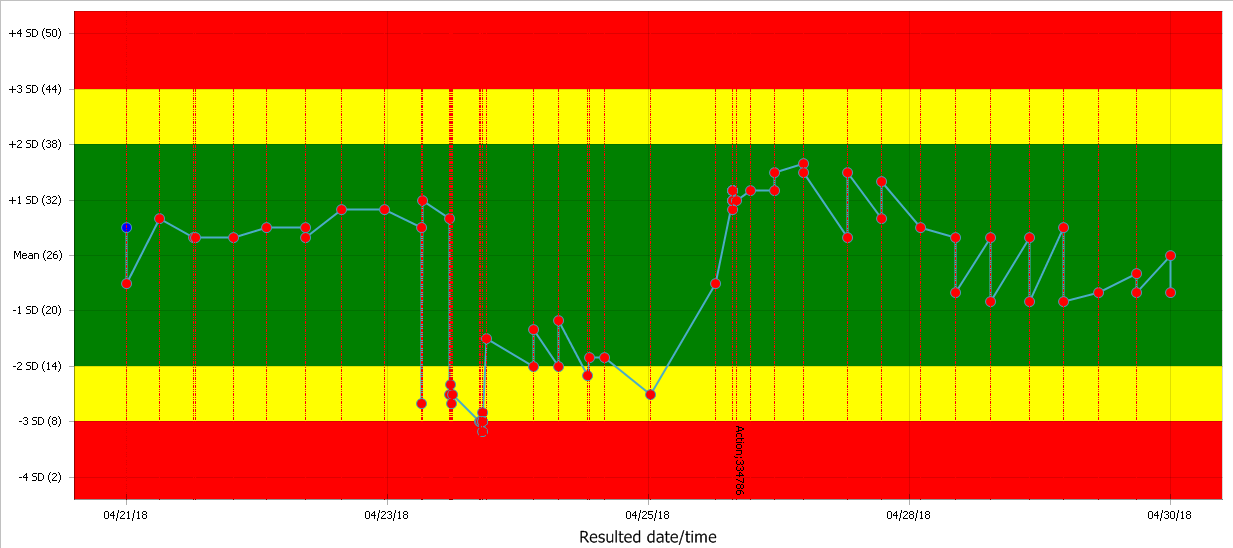 +4 SD (50)
+3 SD (44)
+2 SD (38)
+1 SD (32)
Mean (26)
-1 SD (20)
-2 SD (14)
-3 SD (8)
-4 SD (2)
Action; 334786
04/21/18
04/23/18
04/25/18
04/28/18
04/30/18
Resulted date/time